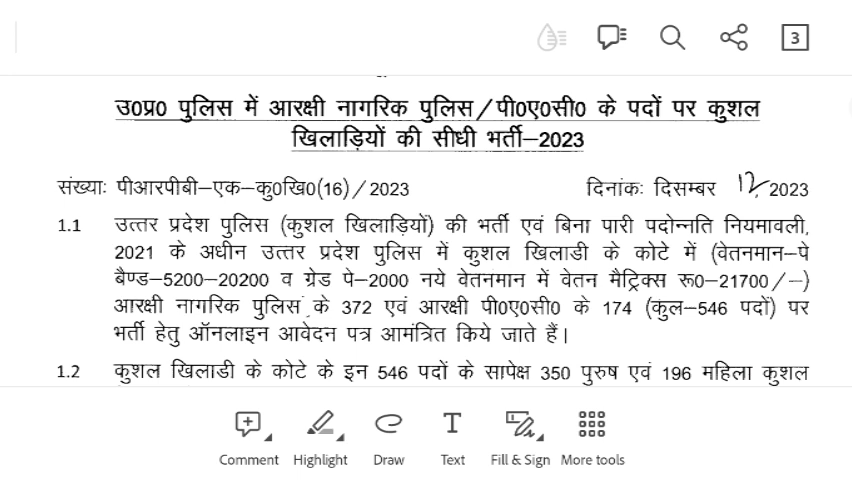 3
उ0प्र0 पुलिस में आरक्षी नागरिक पुलिस/पी0ए0सी0 के पदों पर कुशल
खिलाड़ियों की सीधी भर्ती–2023
संख्याः पीआरपीबी–एक–कु0खि0(16)/2023 दिनांकः दिसम्बर 12, 2023
1.1 उत्तर प्रदेश पुलिस (कुशल खिलाड़ियों) की भर्ती एवं बिना पारी पदोन्नति नियमावली,
2021 के अधीन उत्तर प्रदेश पुलिस में कुशल खिलाडी के कोटे में (वेतनमान–पे
बैण्ड–5200–20200 व ग्रेड पे–2000 नये वेतनमान में वेतन मैट्रिक्स रू0–21700/–)
आरक्षी नागरिक पुलिस के 372 एवं आरक्षी पी0ए0सी0 के 174 (कुल–546 पदों) पर
भर्ती हेतु ऑनलाइन आवेदन पत्र आमंत्रित किये जाते हैं।
1.2 कुशल खिलाडी के कोटे के इन 546 पदों के सापेक्ष 350 पुरुष एवं 196 महिला कुशल
Comment Highlight Draw Text Fill & Sign More tools